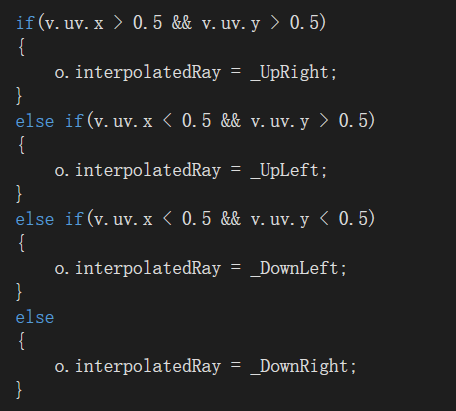 if(v.uv.x > 0.5 && v.uv.y > 0.5)
{
    o.interpolatedRay = _UpRight;
}
else if(v.uv.x < 0.5 && v.uv.y > 0.5)
{
    o.interpolatedRay = _UpLeft;
}
else if(v.uv.x < 0.5 && v.uv.y < 0.5)
{
    o.interpolatedRay = _DownLeft;
}
else
{
    o.interpolatedRay = _DownRight;
}